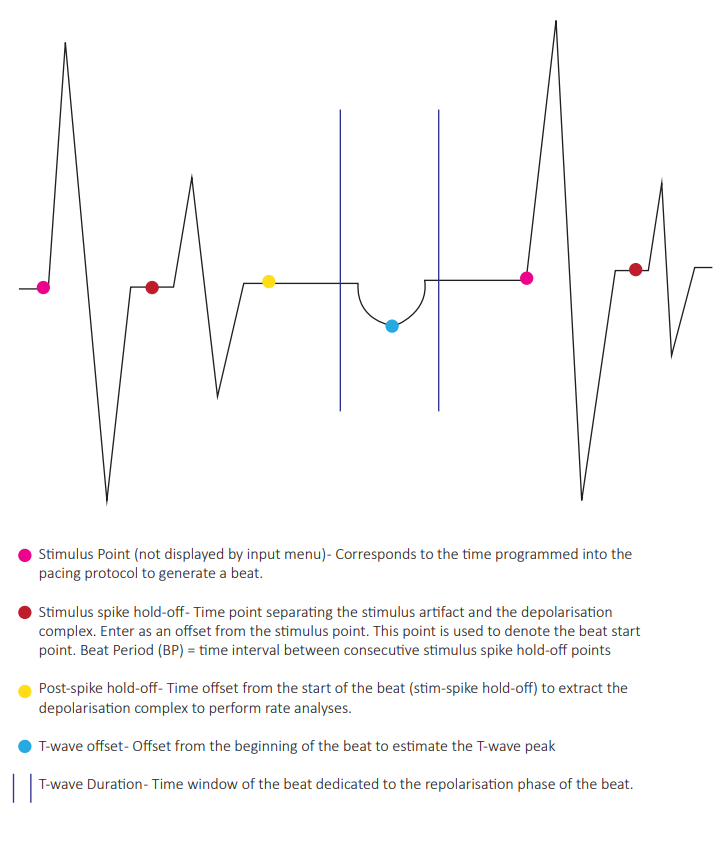 Stimulus Point (not displayed by input menu)- Corresponds to the time programmed into the
pacing protocol to generate a beat.
Stimulus spike hold-off- Time point separating the stimulus artifact and the depolarisation
complex. Enter as an offset from the stimulus point. This point is used to denote the beat start
point. Beat Period (BP) = time interval between consecutive stimulus spike hold-off points
Post-spike hold-off- Time offset from the start of the beat (stim-spike hold-off) to extract the
depolarisation complex to perform rate analyses.
T-wave offset- Offset from the beginning of the beat to estimate the T-wave peak
T-wave Duration- Time window of the beat dedicated to the repolarisation phase of the beat.